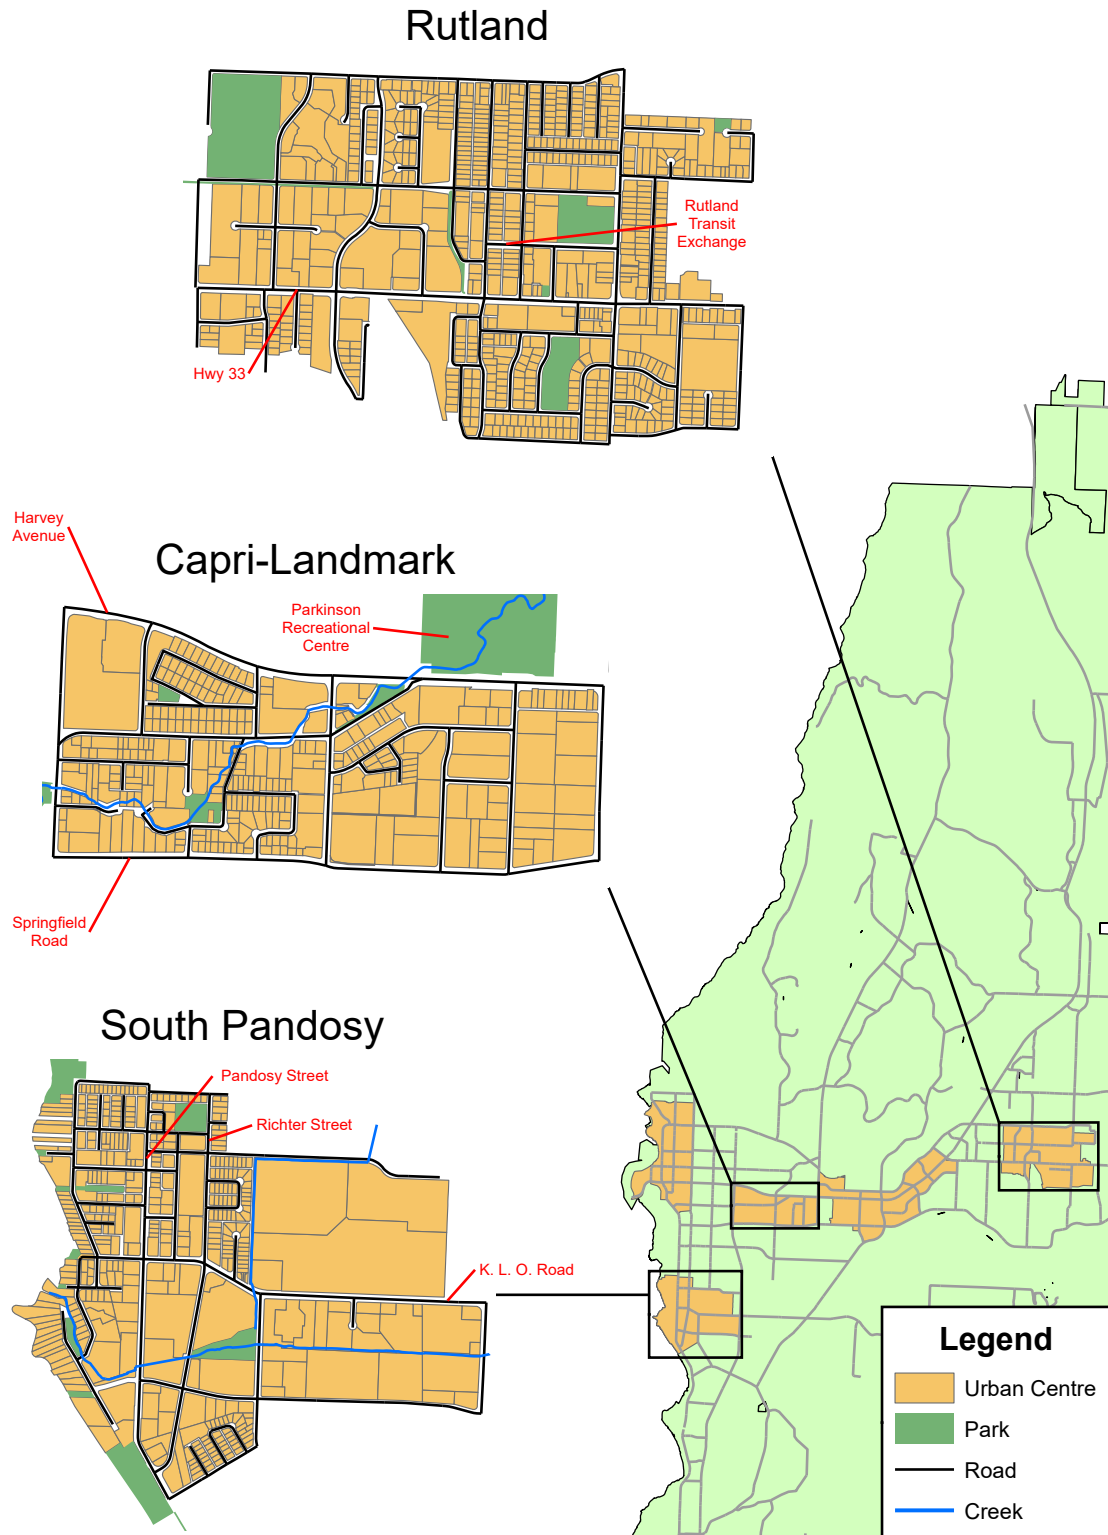 Rutland
Rutland
Transit
Exchange
Hwy 33
Harvey
Avenue
Capri-Landmark
Parkinson
Recreational
Centre
Springfield
Road
South Pandosy
Pandosy Street
Richter Street
K. L. O. Road
Legend
Urban Centre
Park
Road
Creek